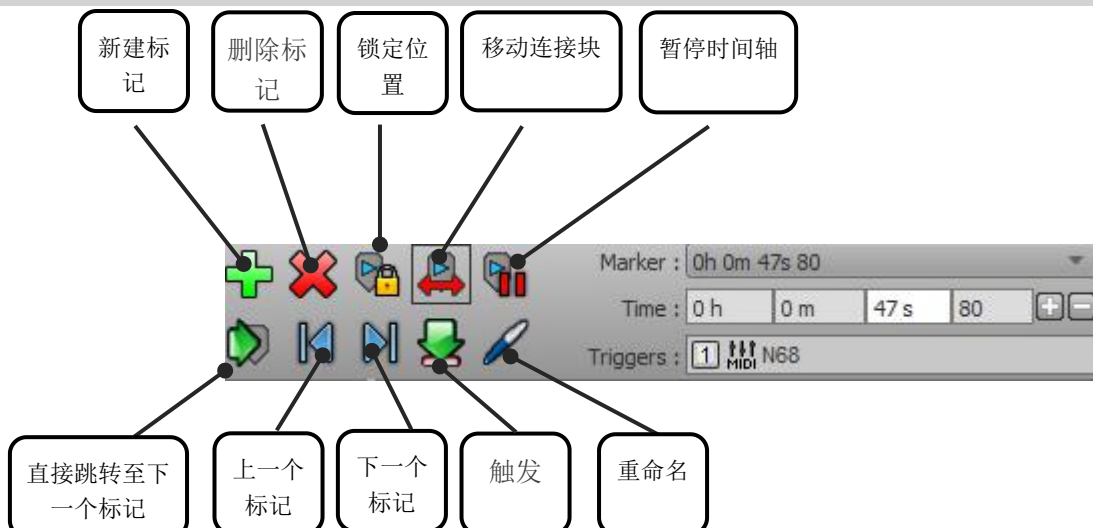 新建标
记
删除标
记
锁定位
置
移动连接块
暂停时间轴
Marker : 0h 0m 47s 80
Time : 0 h 0 m 47 s 80
Triggers : 1 MIDI N68
直接跳转至下
一个标记
上一个
标记
下一个
标记
触发
重命名